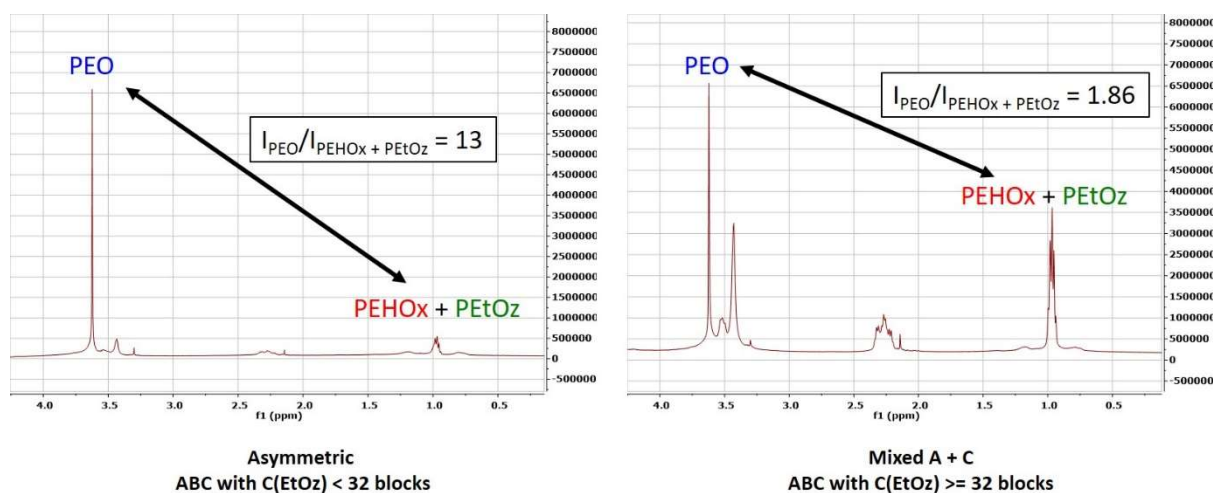 PEO
I_PEO/I_PEHOx + PEtOz = 13
PEHOx + PEtOz
8000000
7500000
7000000
6500000
6000000
5500000
5000000
4500000
4000000
3500000
3000000
2500000
2000000
1500000
1000000
500000
0
-500000
4.0 3.5 3.0 2.5 2.0 1.5 1.0 0.5
f1 (ppm)
Asymmetric
ABC with C(EtOz) < 32 blocks
PEO
I_PEO/I_PEHOx + PEtOz = 1.86
PEHOx + PEtOz
8000000
7500000
7000000
6500000
6000000
5500000
5000000
4500000
4000000
3500000
3000000
2500000
2000000
1500000
1000000
500000
0
-500000
4.0 3.5 3.0 2.5 2.0 1.5 1.0 0.5
f1 (ppm)
Mixed A + C
ABC with C(EtOz) >= 32 blocks